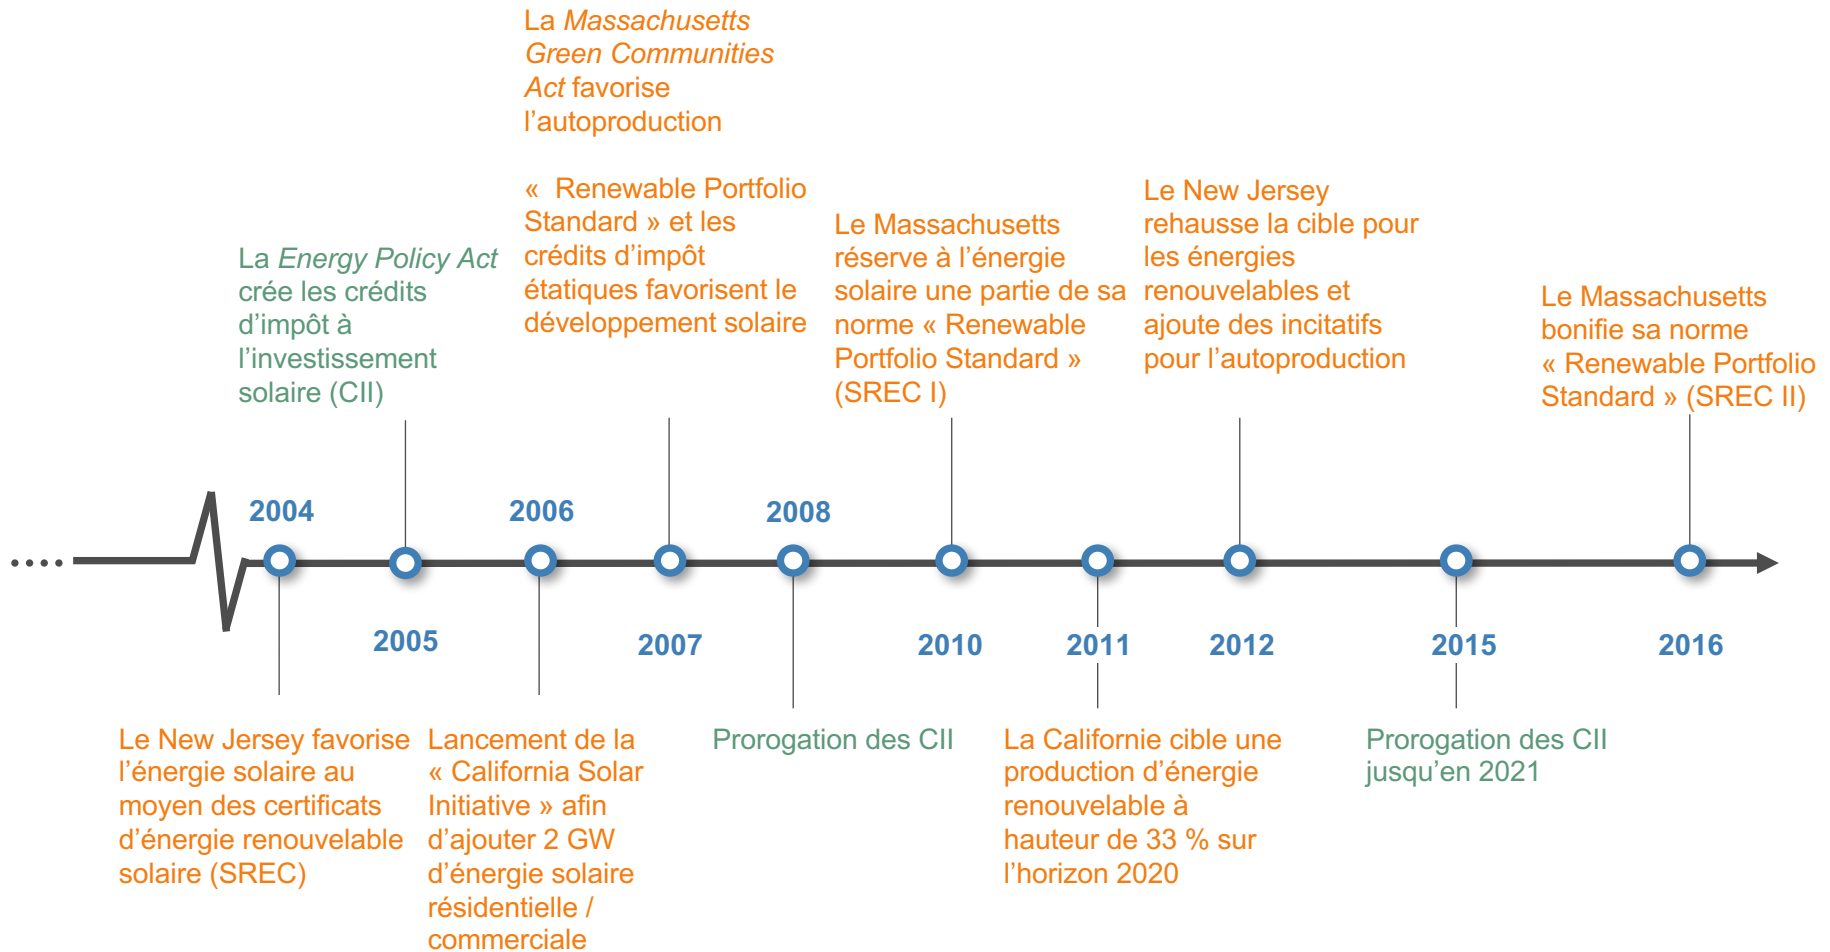 La Massachusetts
Green Communities
Act favorise
l’autoproduction
« Renewable Portfolio
Standard » et les
crédits d’impôt
étatiques favorisent le
développement solaire
La Energy Policy Act
crée les crédits
d’impôt à
l’investissement
solaire (CII)
Le Massachusetts
réserve à l’énergie
solaire une partie de sa
norme « Renewable
Portfolio Standard »
(SREC I)
Le New Jersey
rehausse la cible pour
les énergies
renouvelables et
ajoute des incitatifs
pour l’autoproduction
Le Massachusetts
bonifie sa norme
« Renewable Portfolio
Standard » (SREC II)
2004
2006
2008
2005
2007
2010
2011
2012
2015
2016
Le New Jersey favorise
l’énergie solaire au
moyen des certificats
d’énergie renouvelable
solaire (SREC)
Lancement de la
« California Solar
Initiative » afin
d’ajouter 2 GW
d’énergie solaire
résidentielle /
commerciale
Prorogation des CII
La Californie cible une
production d’énergie
renouvelable à
hauteur de 33 % sur
l’horizon 2020
Prorogation des CII
jusqu’en 2021